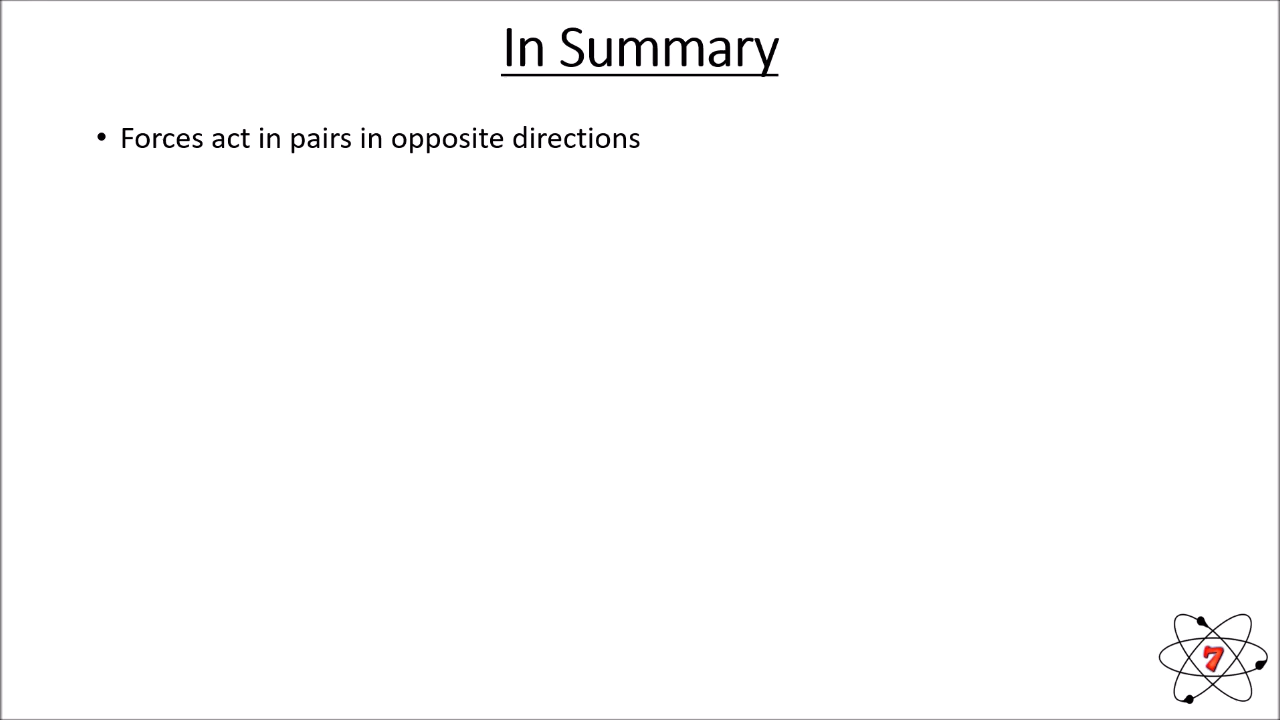 In Summary
• Forces act in pairs in opposite directions
7